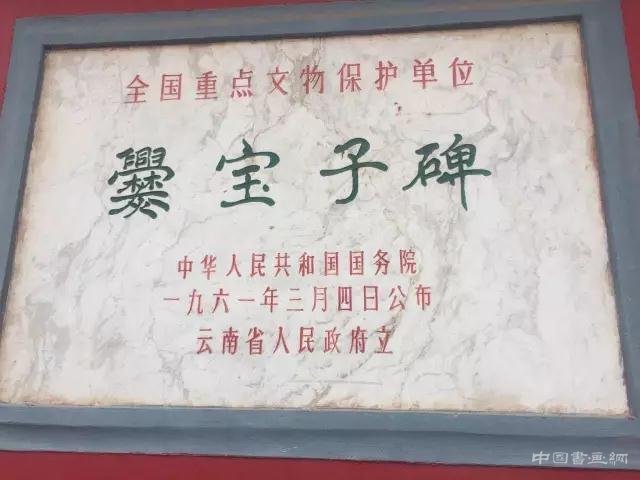 全国重点文物保护单位
爨宝子碑
中华人民共和国国务院
一九六一年三月四日公布
云南省人民政府立
中国書画網